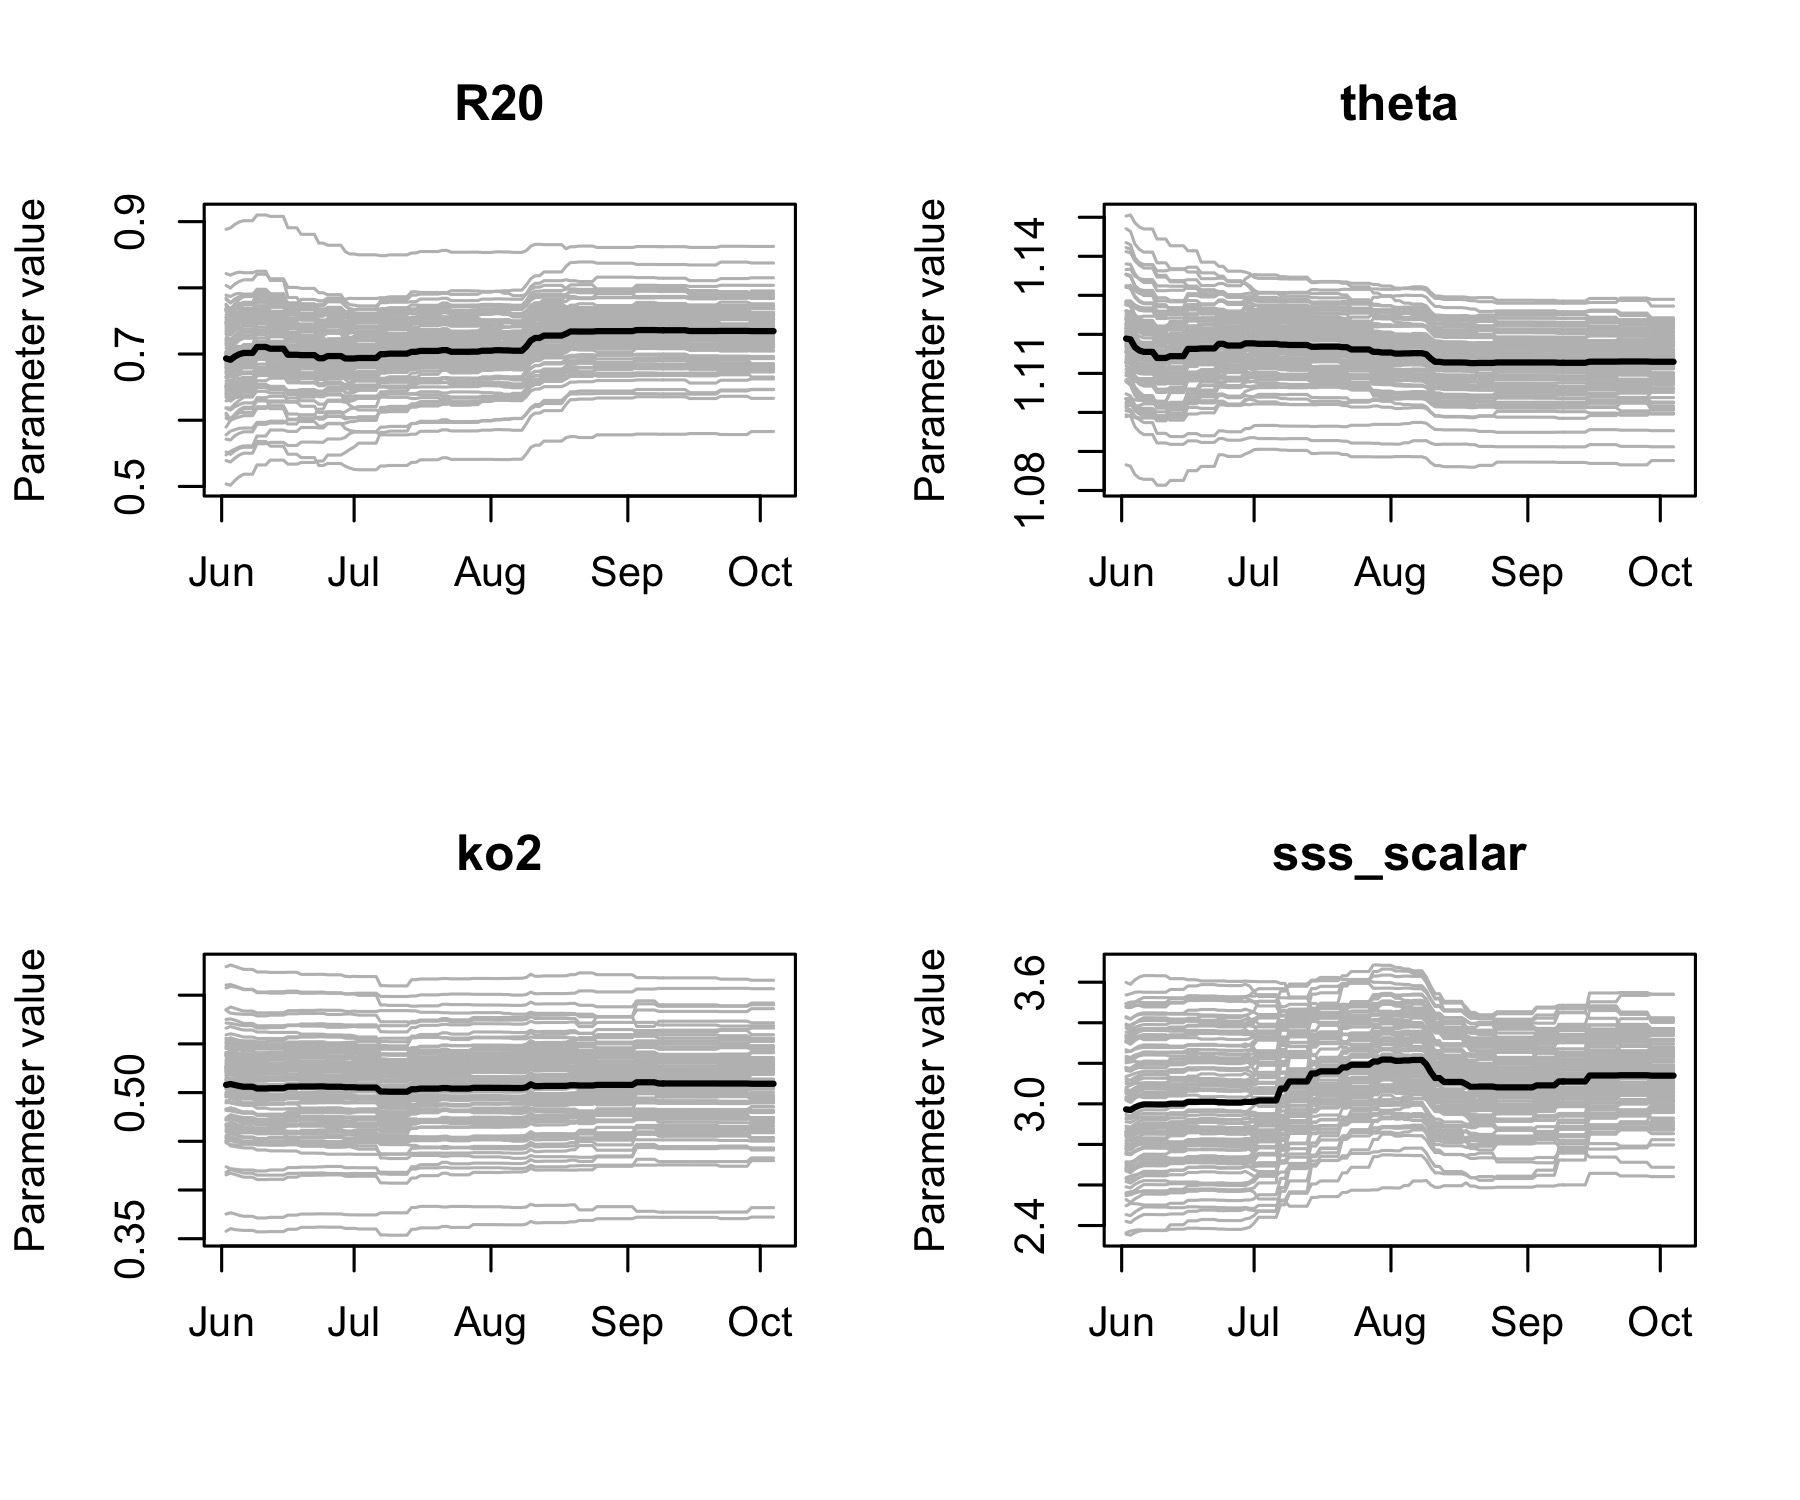 R20
Parameter value
0.5 0.7 0.9
Jun Jul Aug Sep Oct
theta
Parameter value
1.08 1.11 1.14
Jun Jul Aug Sep Oct
ko2
Parameter value
0.35 0.50
Jun Jul Aug Sep Oct
sss_scalar
Parameter value
2.4 3.0 3.6
Jun Jul Aug Sep Oct